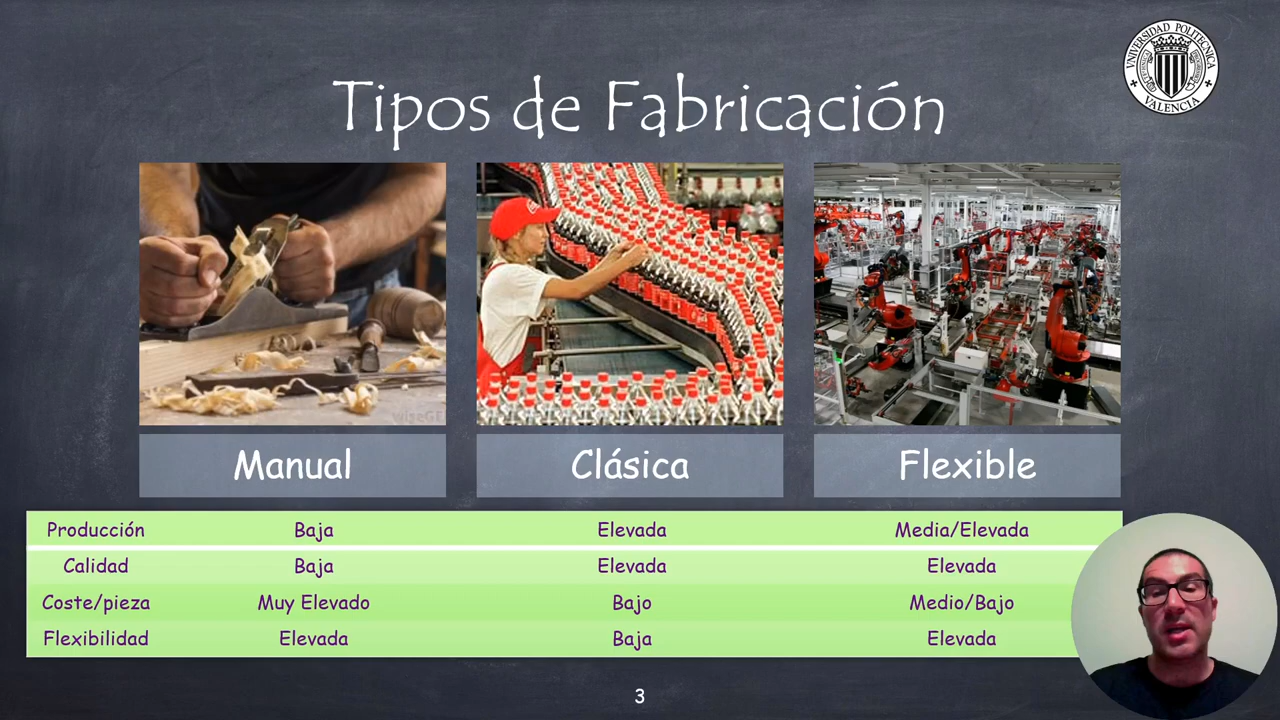 UNIVERSIDAD POLITECNICA
VALENCIA
Tipos de Fabricación
Manual
Clásica
Flexible
Producción Baja Elevada Media/Elevada
Calidad Baja Elevada Elevada
Coste/pieza Muy Elevado Bajo Medio/Bajo
Flexibilidad Elevada Baja Elevada
3